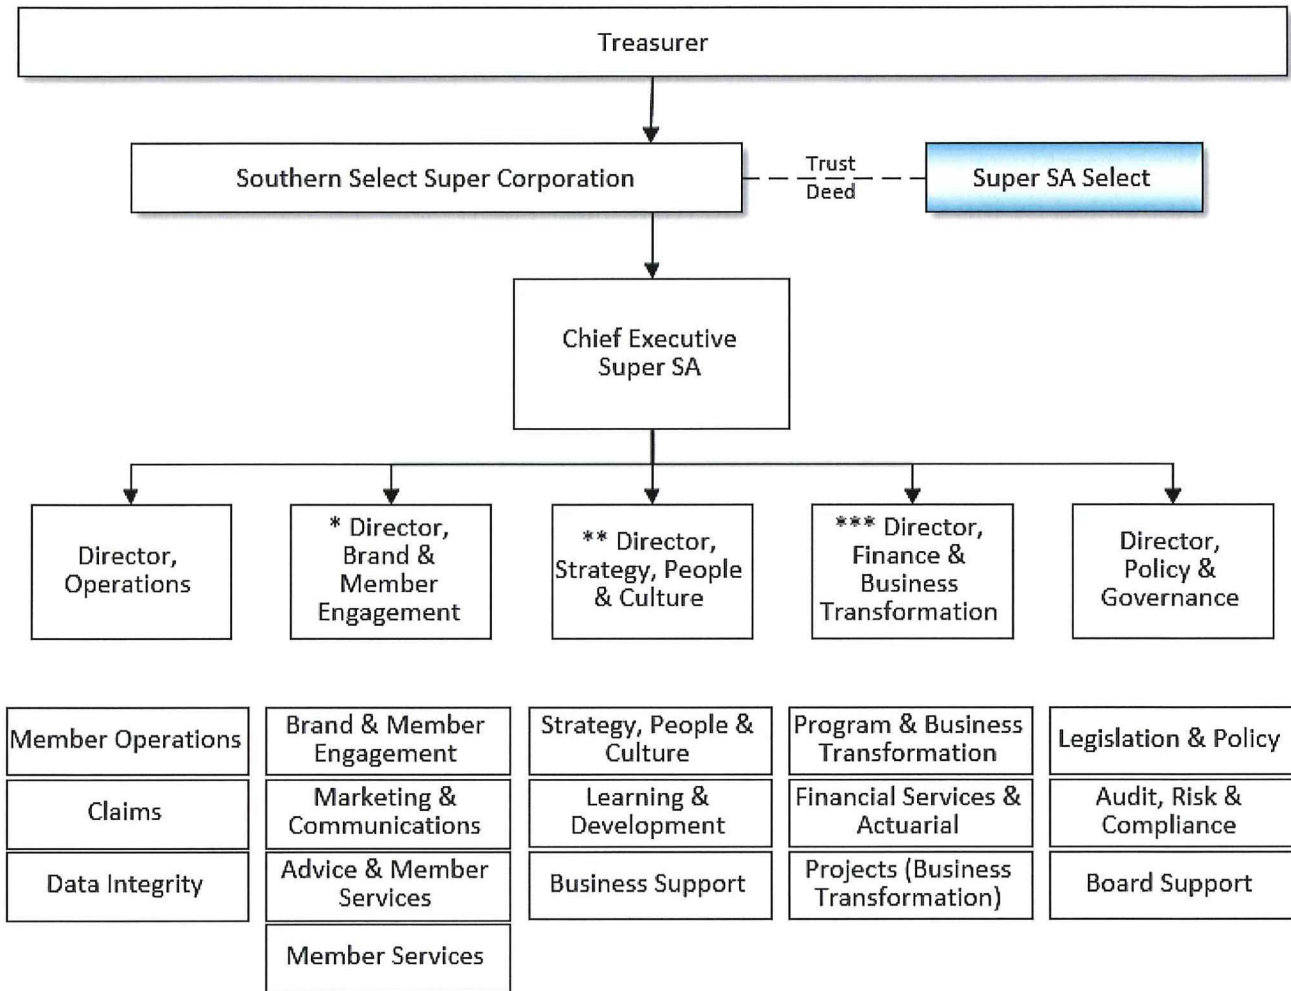 Treasurer
Southern Select Super Corporation
Trust
Deed
Super SA Select
Chief Executive
Super SA
Director,
Operations
* Director,
Brand &
Member
Engagement
** Director,
Strategy, People
& Culture
*** Director,
Finance &
Business
Transformation
Director,
Policy &
Governance
Member Operations
Claims
Data Integrity
Brand & Member
Engagement
Marketing &
Communications
Advice & Member
Services
Member Services
Strategy, People &
Culture
Learning &
Development
Business Support
Program & Business
Transformation
Financial Services &
Actuarial
Projects (Business
Transformation)
Legislation & Policy
Audit, Risk &
Compliance
Board Support